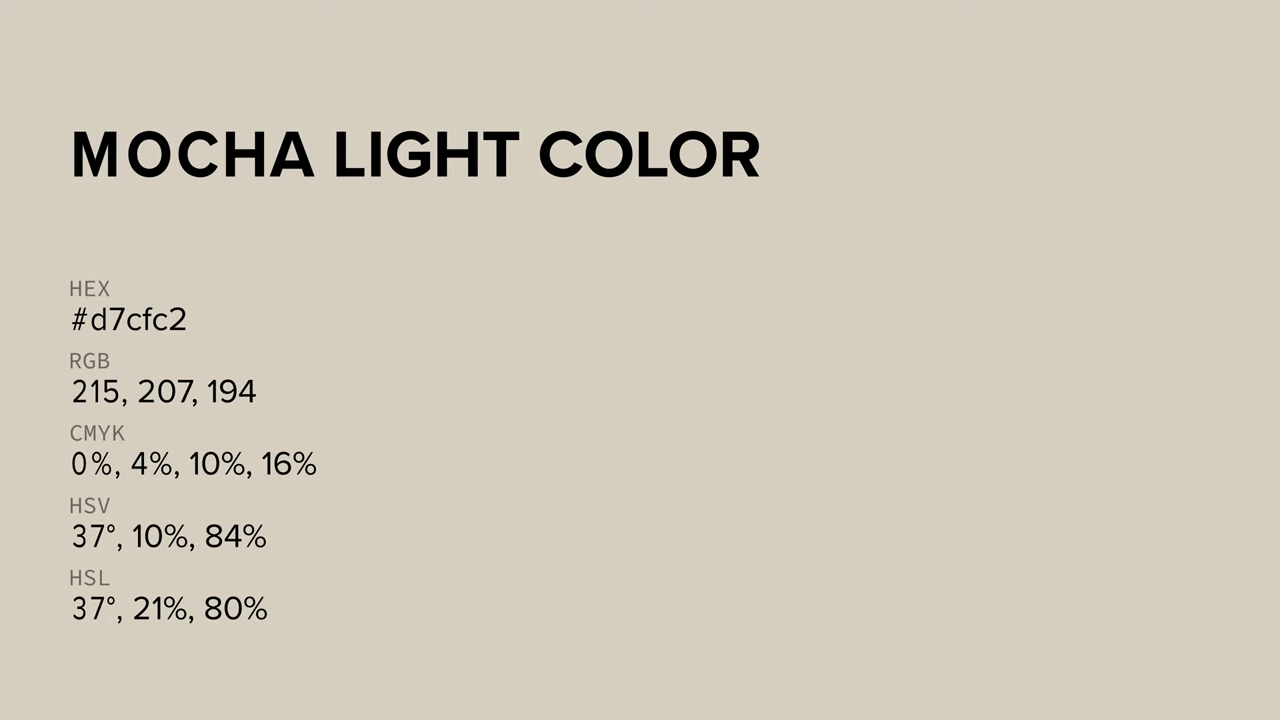 MOCHA LIGHT COLOR
HEX
#d7cfc2
RGB
215, 207, 194
CMYK
0%, 4%, 10%, 16%
HSV
37°, 10%, 84%
HSL
37°, 21%, 80%